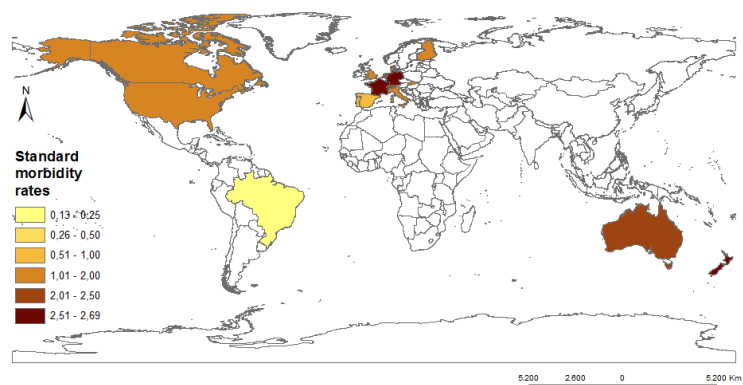 N
Standard
morbidity
rates
0,13 - 0,25
0,26 - 0,50
0,51 - 1,00
1,01 - 2,00
2,01 - 2,50
2,51 - 2,69
5.200 2.600 0 5.200 Km